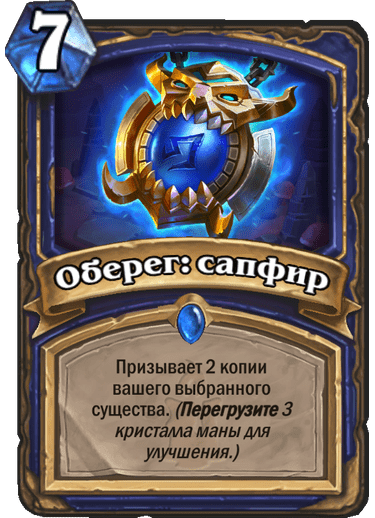 7
Оберег: сапфир
Призывает 2 копии
вашего выбранного
существа. (Перегрузите 3
кристалла маны для
улучшения.)